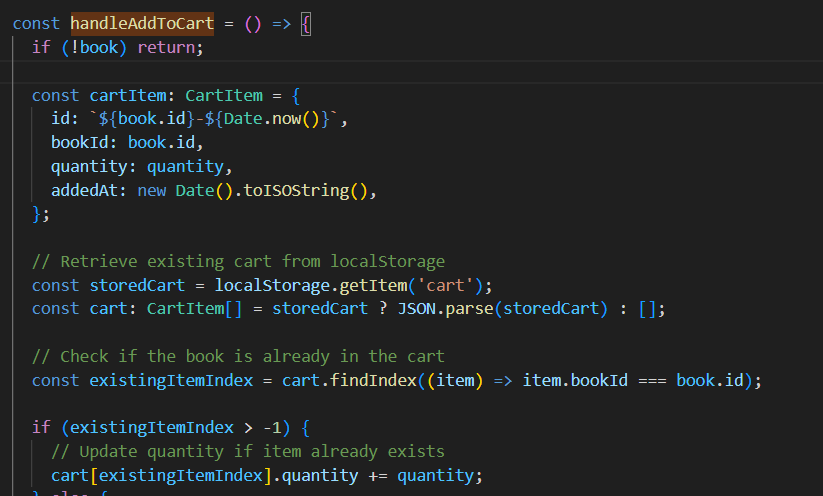 const handleAddToCart = () => {
if (!book) return;
const cartItem: CartItem = {
id: `${book.id}-${Date.now()}`,
bookId: book.id,
quantity: quantity,
addedAt: new Date().toISOString(),
};
// Retrieve existing cart from localStorage
const storedCart = localStorage.getItem('cart');
const cart: CartItem[] = storedCart ? JSON.parse(storedCart) : [];
// Check if the book is already in the cart
const existingItemIndex = cart.findIndex((item) => item.bookId === book.id);
if (existingItemIndex > -1) {
// Update quantity if item already exists
cart[existingItemIndex].quantity += quantity;
} else {